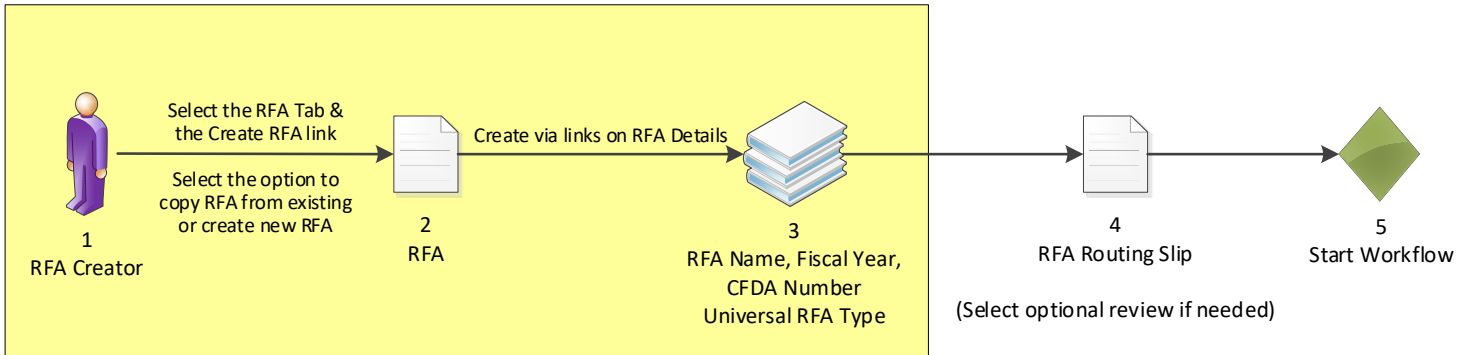 Select the RFA Tab &
the Create RFA link
Select the option to
copy RFA from existing
or create new RFA
1
RFA Creator
2
RFA
Create via links on RFA Details
3
RFA Name, Fiscal Year,
CFDA Number
Universal RFA Type
4
RFA Routing Slip
(Select optional review if needed)
5
Start Workflow